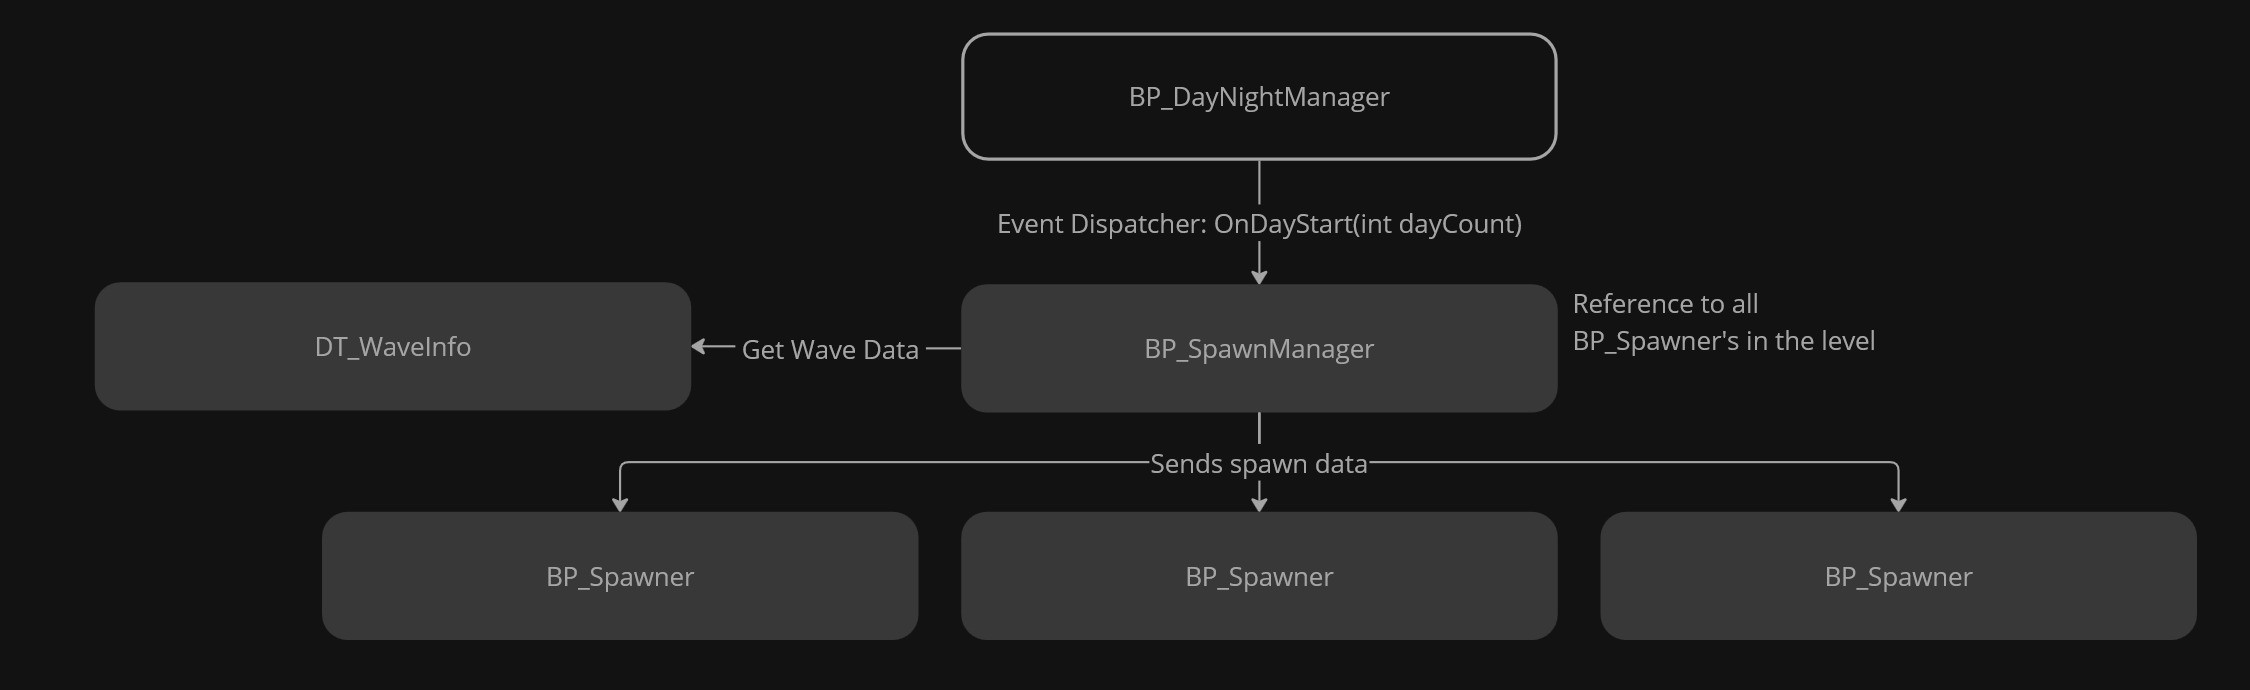 BP_DayNightManager
Event Dispatcher: OnDayStart(int dayCount)
DT_WaveInfo
Get Wave Data
BP_SpawnManager
Reference to all
BP_Spawner's in the level
Sends spawn data
BP_Spawner
BP_Spawner
BP_Spawner